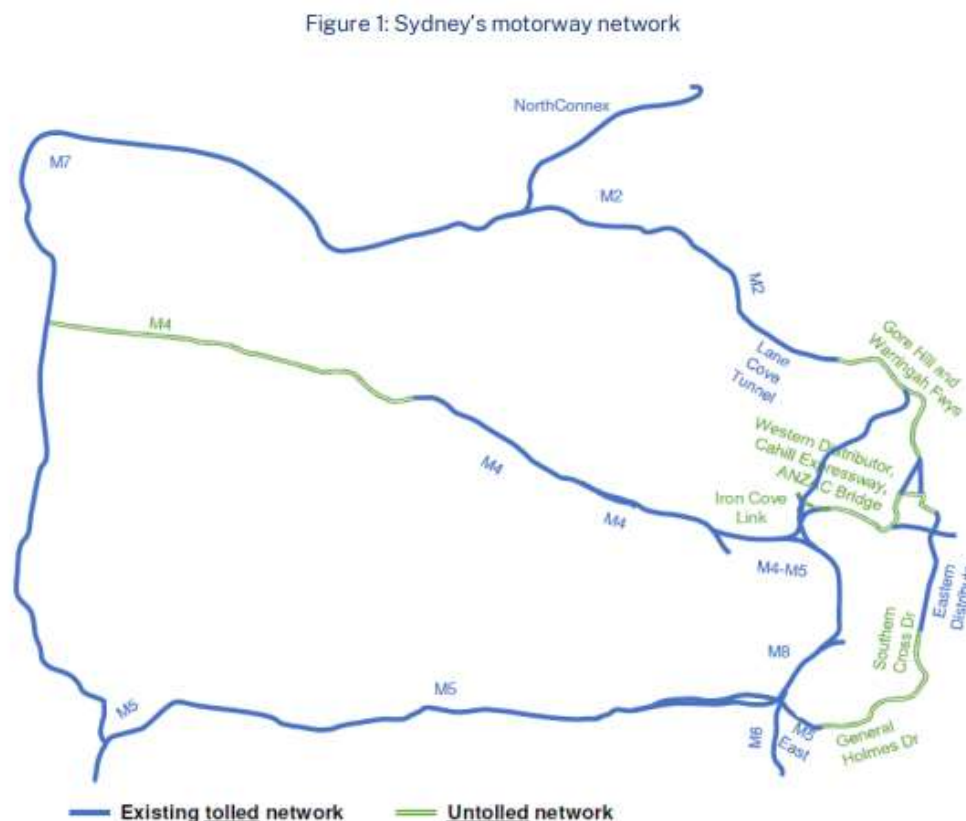 Figure 1: Sydney's motorway network
NorthConnex
M7
M2
M2
M4
Lane
Cove
Tunnel
Gore Hill and
Warringah Fwys
M4
Western Distributor,
Cahill Expressway,
ANZAC Bridge
Iron Cove
Link
M4
M4-M5
Eastern
Southern
Cross Dr
M8
M5
M5
M6
M5
East
General
Holmes Dr
Existing tolled network
Untolled network